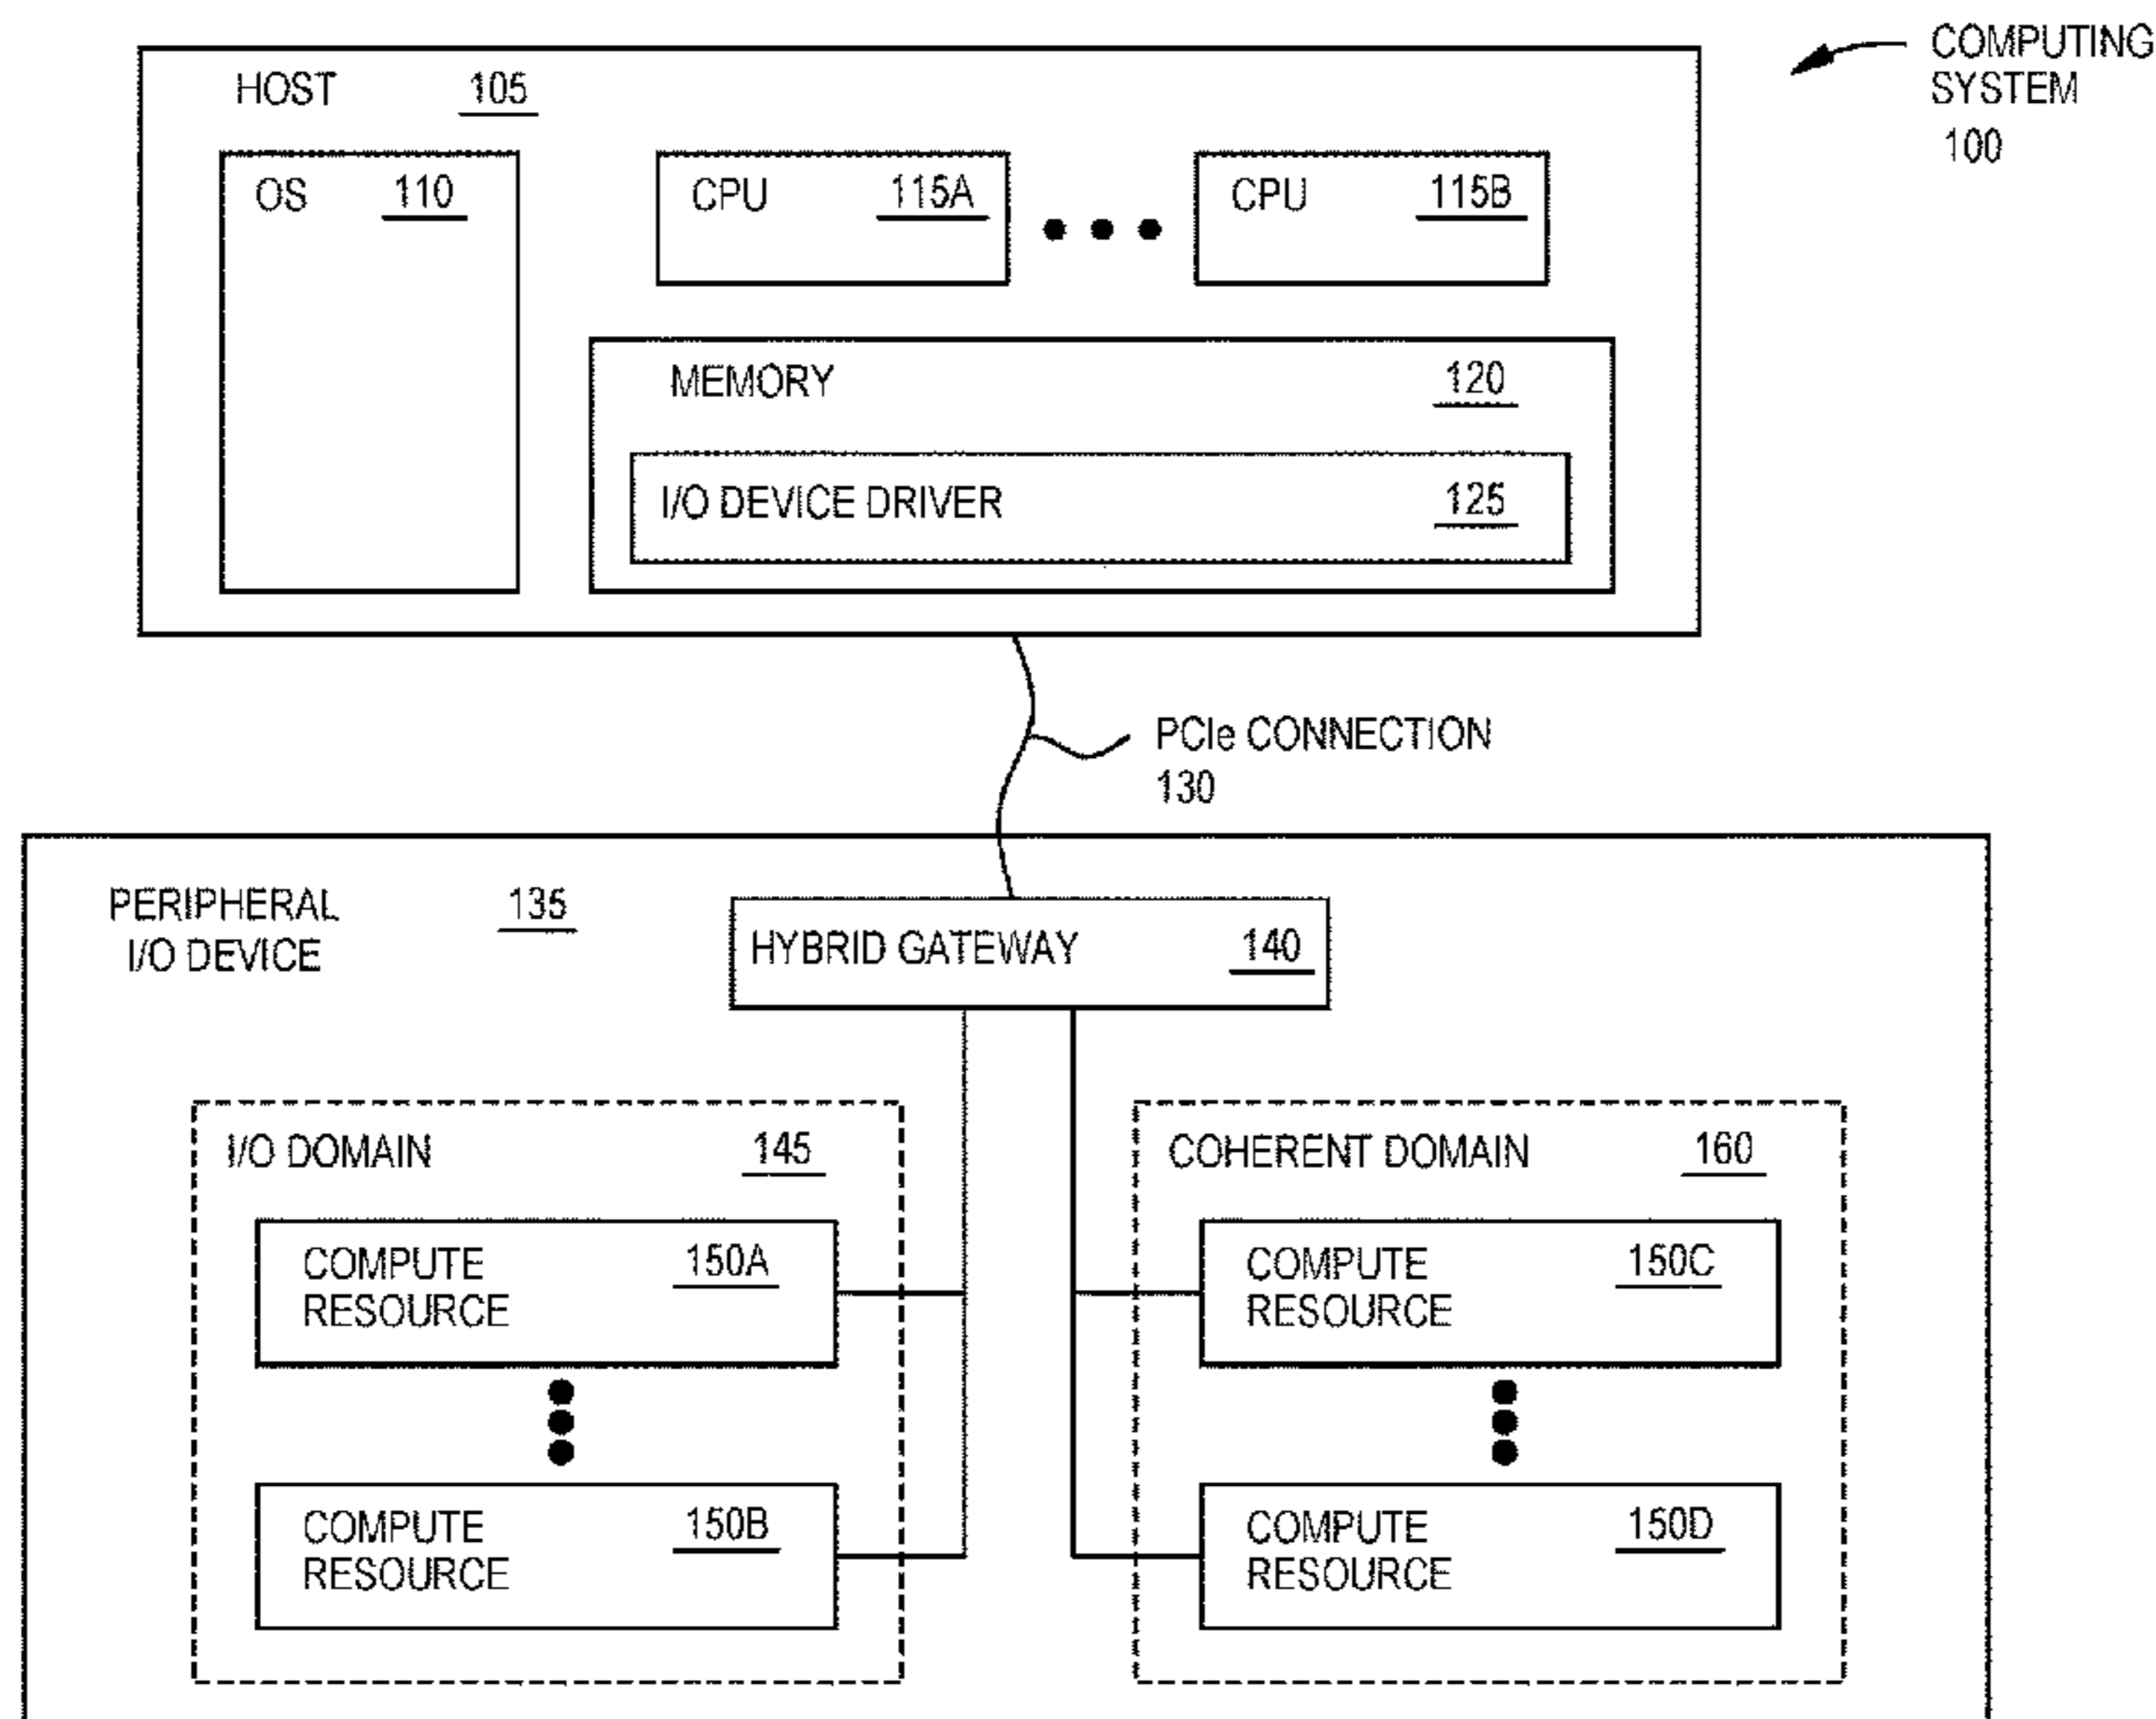 COMPUTING
SYSTEM
100
HOST 105
OS 110
CPU 115A
CPU 115B
MEMORY 120
I/O DEVICE DRIVER 125
PCIe CONNECTION
130
PERIPHERAL 135
I/O DEVICE
HYBRID GATEWAY 140
I/O DOMAIN 145
COMPUTE 150A
RESOURCE
COMPUTE 150B
RESOURCE
COHERENT DOMAIN 160
COMPUTE 150C
RESOURCE
COMPUTE 150D
RESOURCE